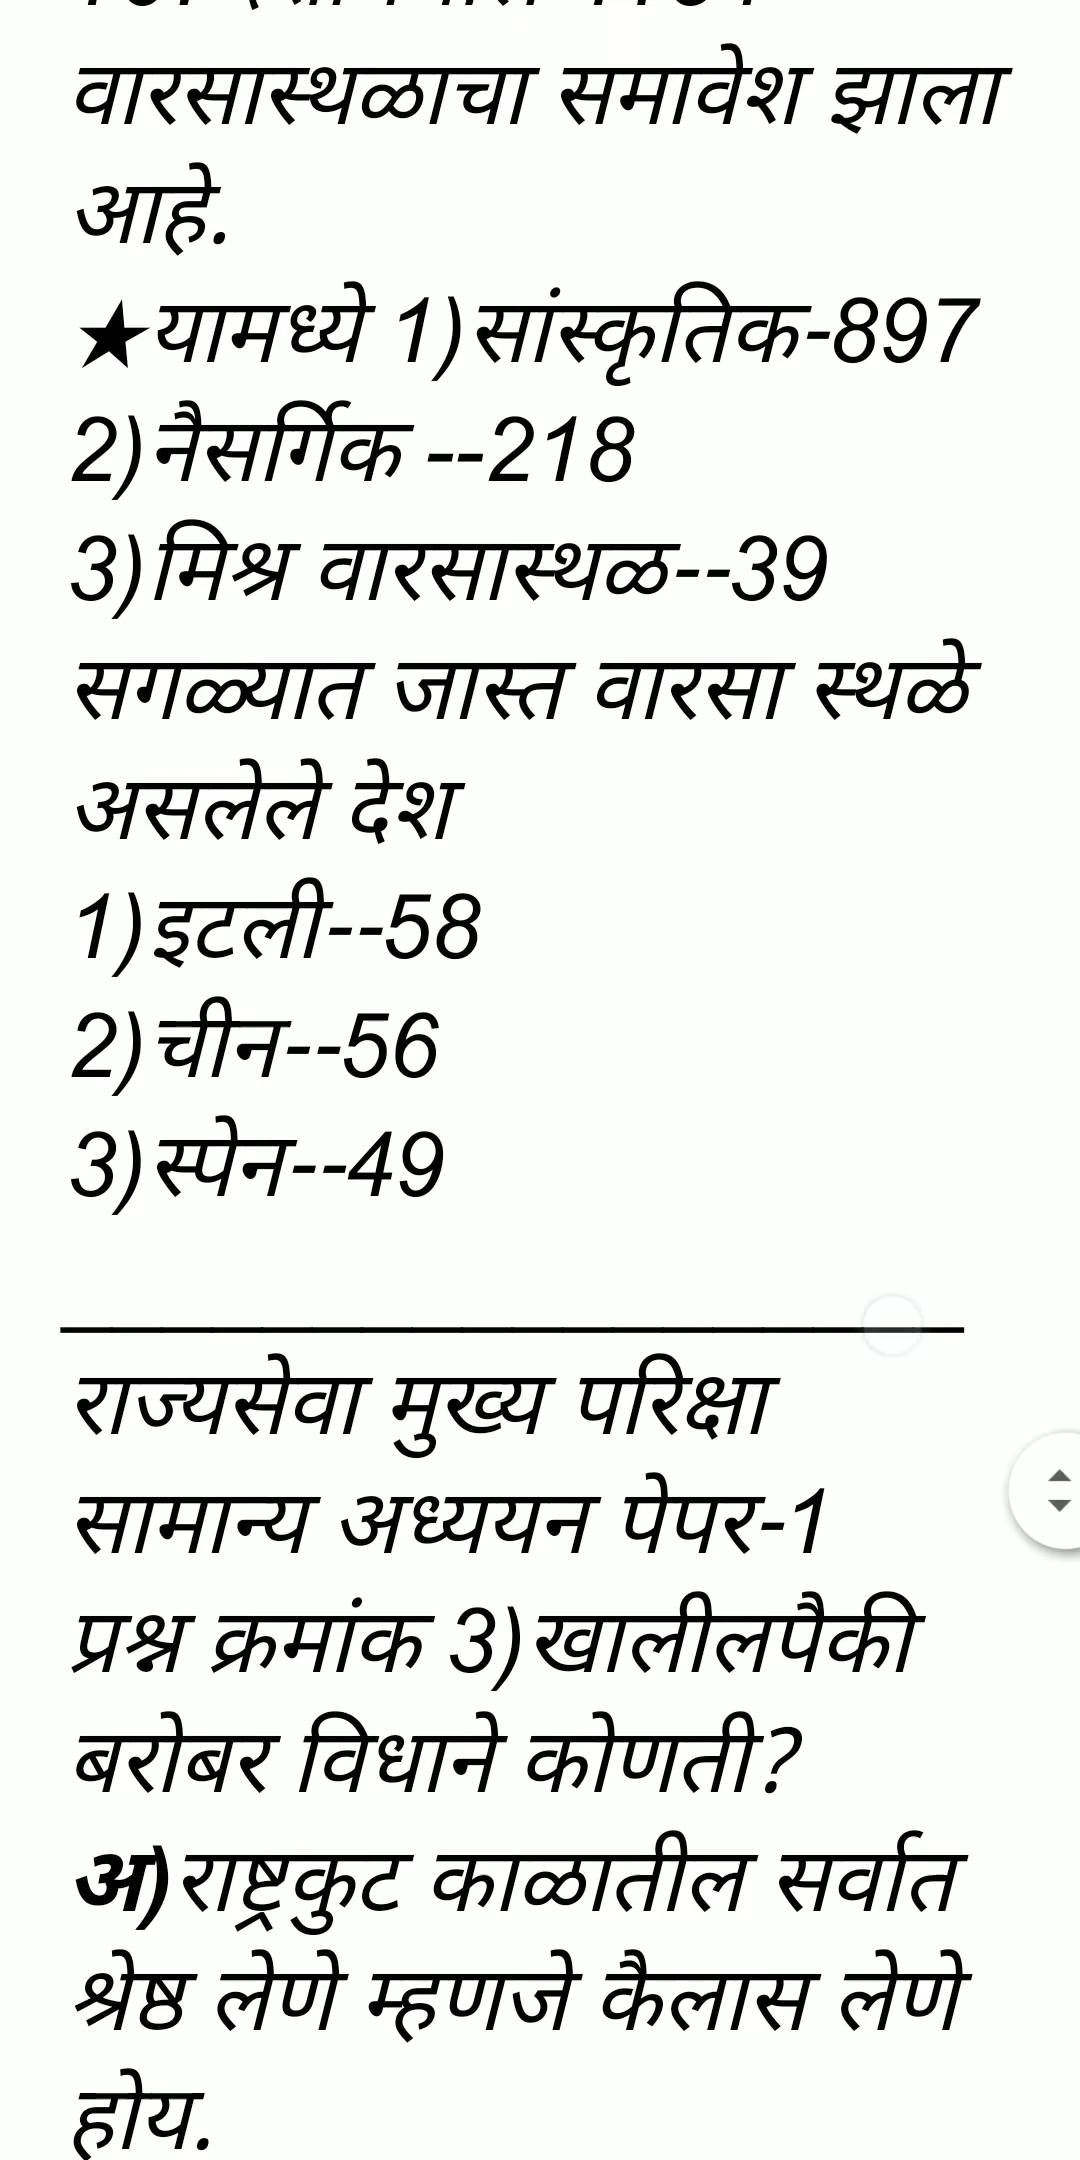 वारसास्थळाचा समावेश झाला
आहे.
★यामध्ये 1)सांस्कृतिक-897
2)नैसर्गिक --218
3)मिश्र वारसास्थळ--39
सगळ्यात जास्त वारसा स्थळे
असलेले देश
1)इटली--58
2)चीन--56
3)स्पेन--49
__________________
राज्यसेवा मुख्य परिक्षा
सामान्य अध्ययन पेपर-1
प्रश्न क्रमांक 3)खालीलपैकी
बरोबर विधाने कोणती?
अ)राष्ट्रकुट काळातील सर्वात
श्रेष्ठ लेणे म्हणजे कैलास लेणे
होय.